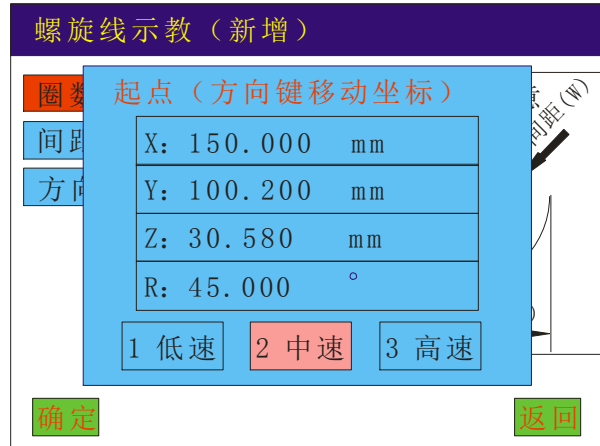 螺旋线示教（新增）
圈数
起点（方向键移动坐标）
间距(W)
间距
X: 150.000 mm
方向
Y: 100.200 mm
Z: 30.580 mm
R: 45.000 °
1 低速 2 中速 3 高速
确定 返回